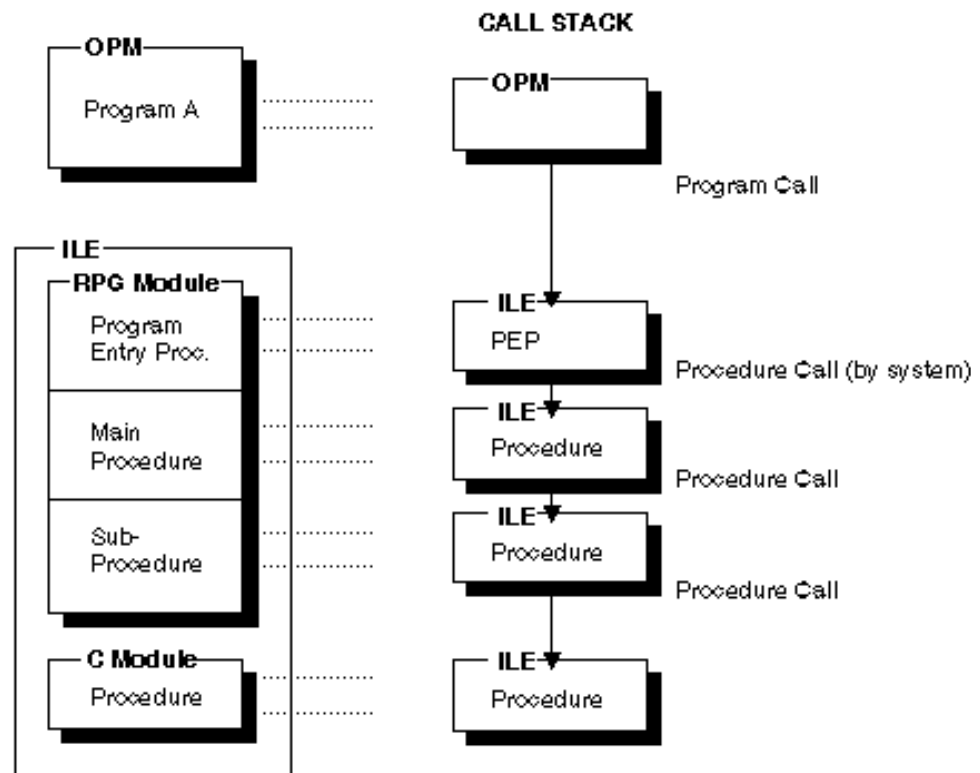 CALL STACK
OPM
Program A
OPM
Program Call
ILE
RPG Module
Program
Entry Proc.
ILE
PEP
Procedure Call (by system)
Main
Procedure
ILE
Procedure
Procedure Call
Sub-
Procedure
ILE
Procedure
Procedure Call
C Module
Procedure
ILE
Procedure